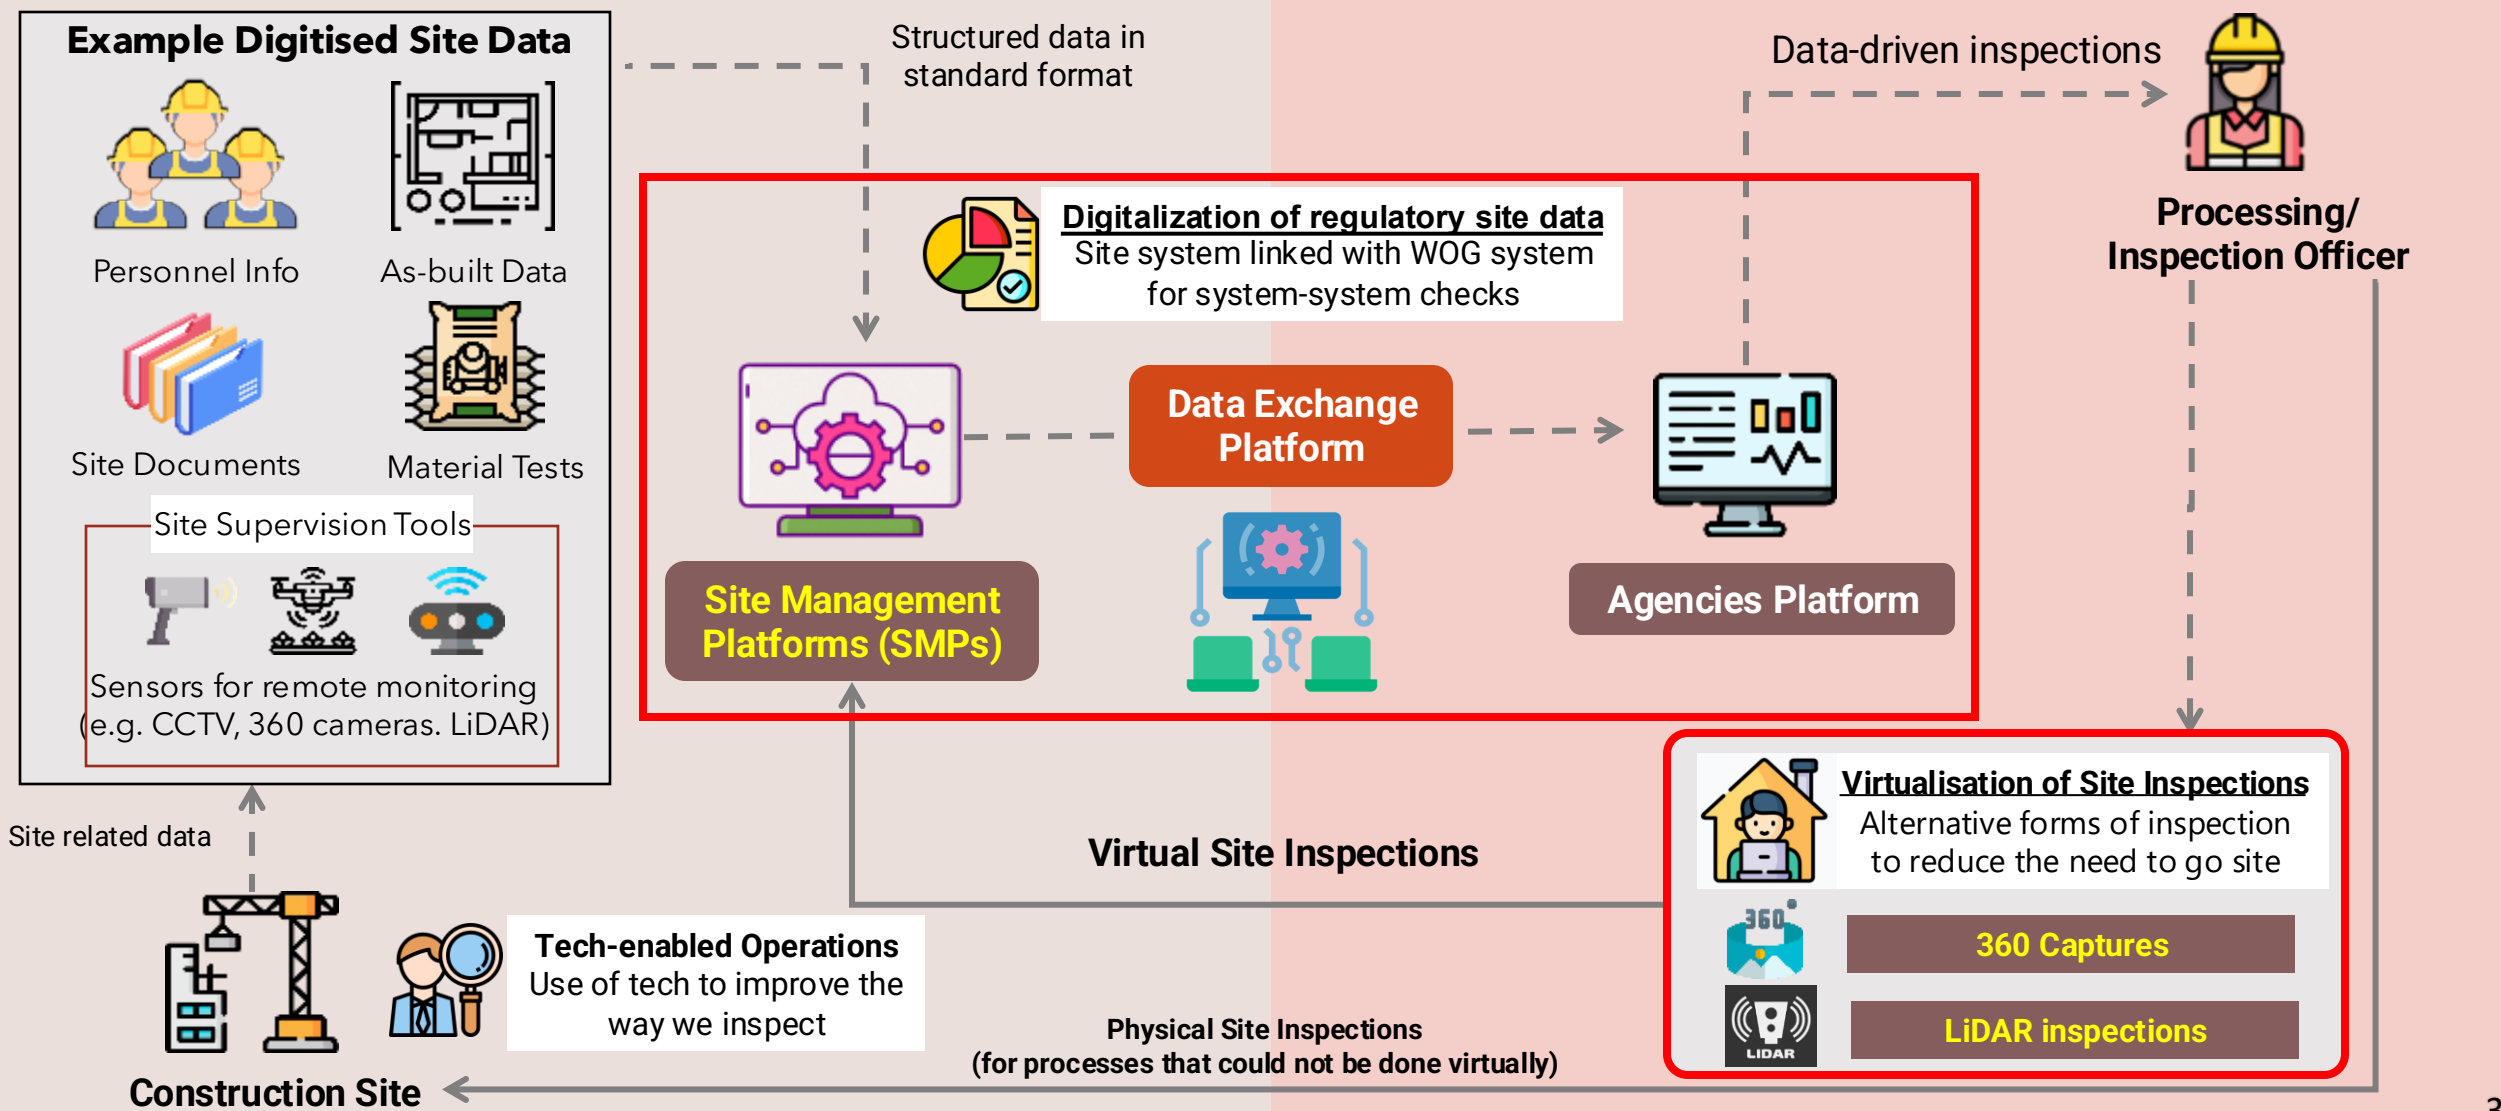 Example Digitised Site Data
Personnel Info
As-built Data
Site Documents
Material Tests
Site Supervision Tools
Sensors for remote monitoring
(e.g. CCTV, 360 cameras. LiDAR)
Site related data
Construction Site
Structured data in
standard format
Data-driven inspections
Processing/
Inspection Officer
Digitalization of regulatory site data
Site system linked with WOG system
for system-system checks
Data Exchange
Platform
Site Management
Platforms (SMPs)
Agencies Platform
Virtualisation of Site Inspections
Alternative forms of inspection
to reduce the need to go site
360°
360 Captures
LiDAR
LiDAR inspections
Virtual Site Inspections
Tech-enabled Operations
Use of tech to improve the
way we inspect
Physical Site Inspections
(for processes that could not be done virtually)
3